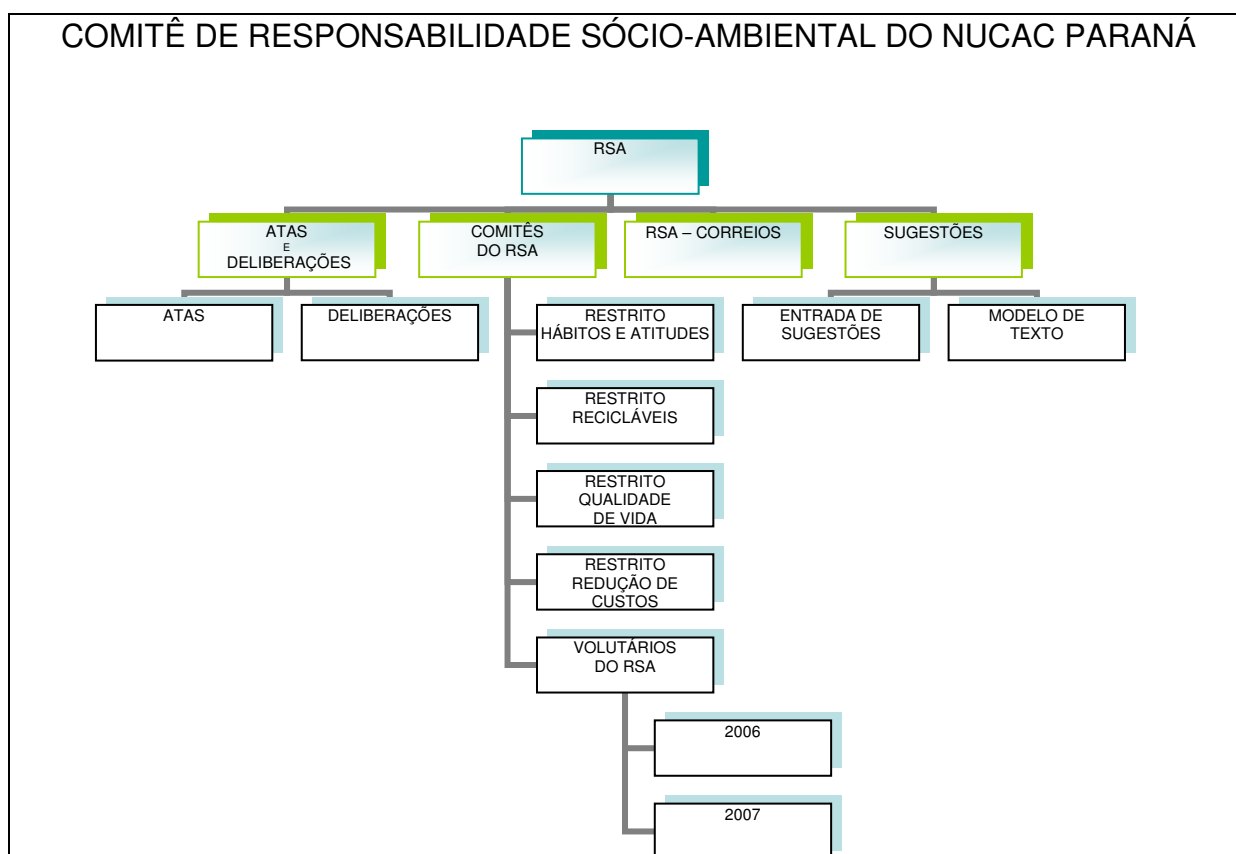 COMITÊ DE RESPONSABILIDADE SÓCIO-AMBIENTAL DO NUCAC PARANÁ
RSA
ATAS
E
DELIBERAÇÕES
COMITÊS
DO RSA
RSA – CORREIOS
SUGESTÕES
ATAS
DELIBERAÇÕES
RESTRITO
HÁBITOS E ATITUDES
ENTRADA DE
SUGESTÕES
MODELO DE
TEXTO
RESTRITO
RECICLÁVEIS
RESTRITO
QUALIDADE
DE VIDA
RESTRITO
REDUÇÃO DE
CUSTOS
VOLUTÁRIOS
DO RSA
2006
2007